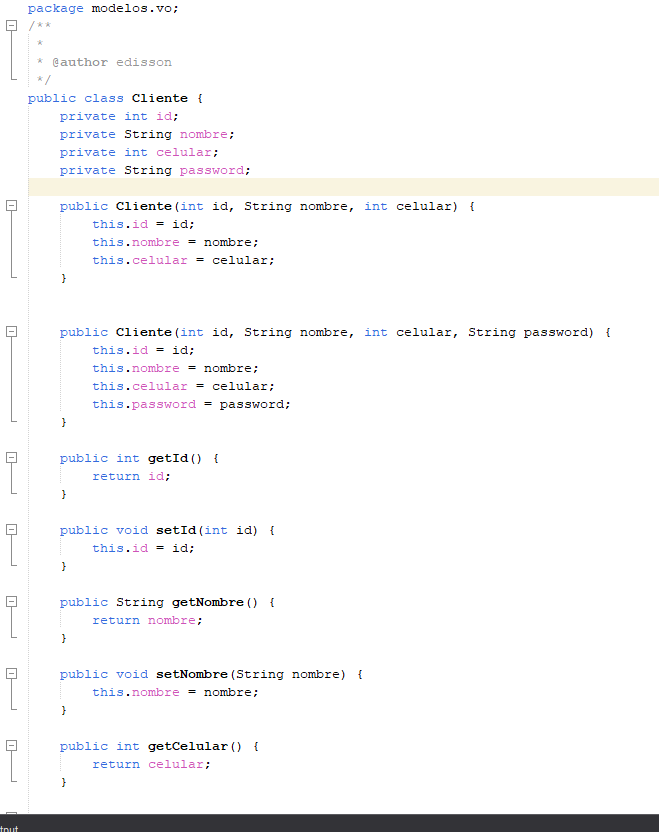 package modelos.vo;
/**
 *
 * @author edisson
 */
public class Cliente {
    private int id;
    private String nombre;
    private int celular;
    private String password;
    public Cliente(int id, String nombre, int celular) {
        this.id = id;
        this.nombre = nombre;
        this.celular = celular;
    }
    public Cliente(int id, String nombre, int celular, String password) {
        this.id = id;
        this.nombre = nombre;
        this.celular = celular;
        this.password = password;
    }
    public int getId() {
        return id;
    }
    public void setId(int id) {
        this.id = id;
    }
    public String getNombre() {
        return nombre;
    }
    public void setNombre(String nombre) {
        this.nombre = nombre;
    }
    public int getCelular() {
        return celular;
    }